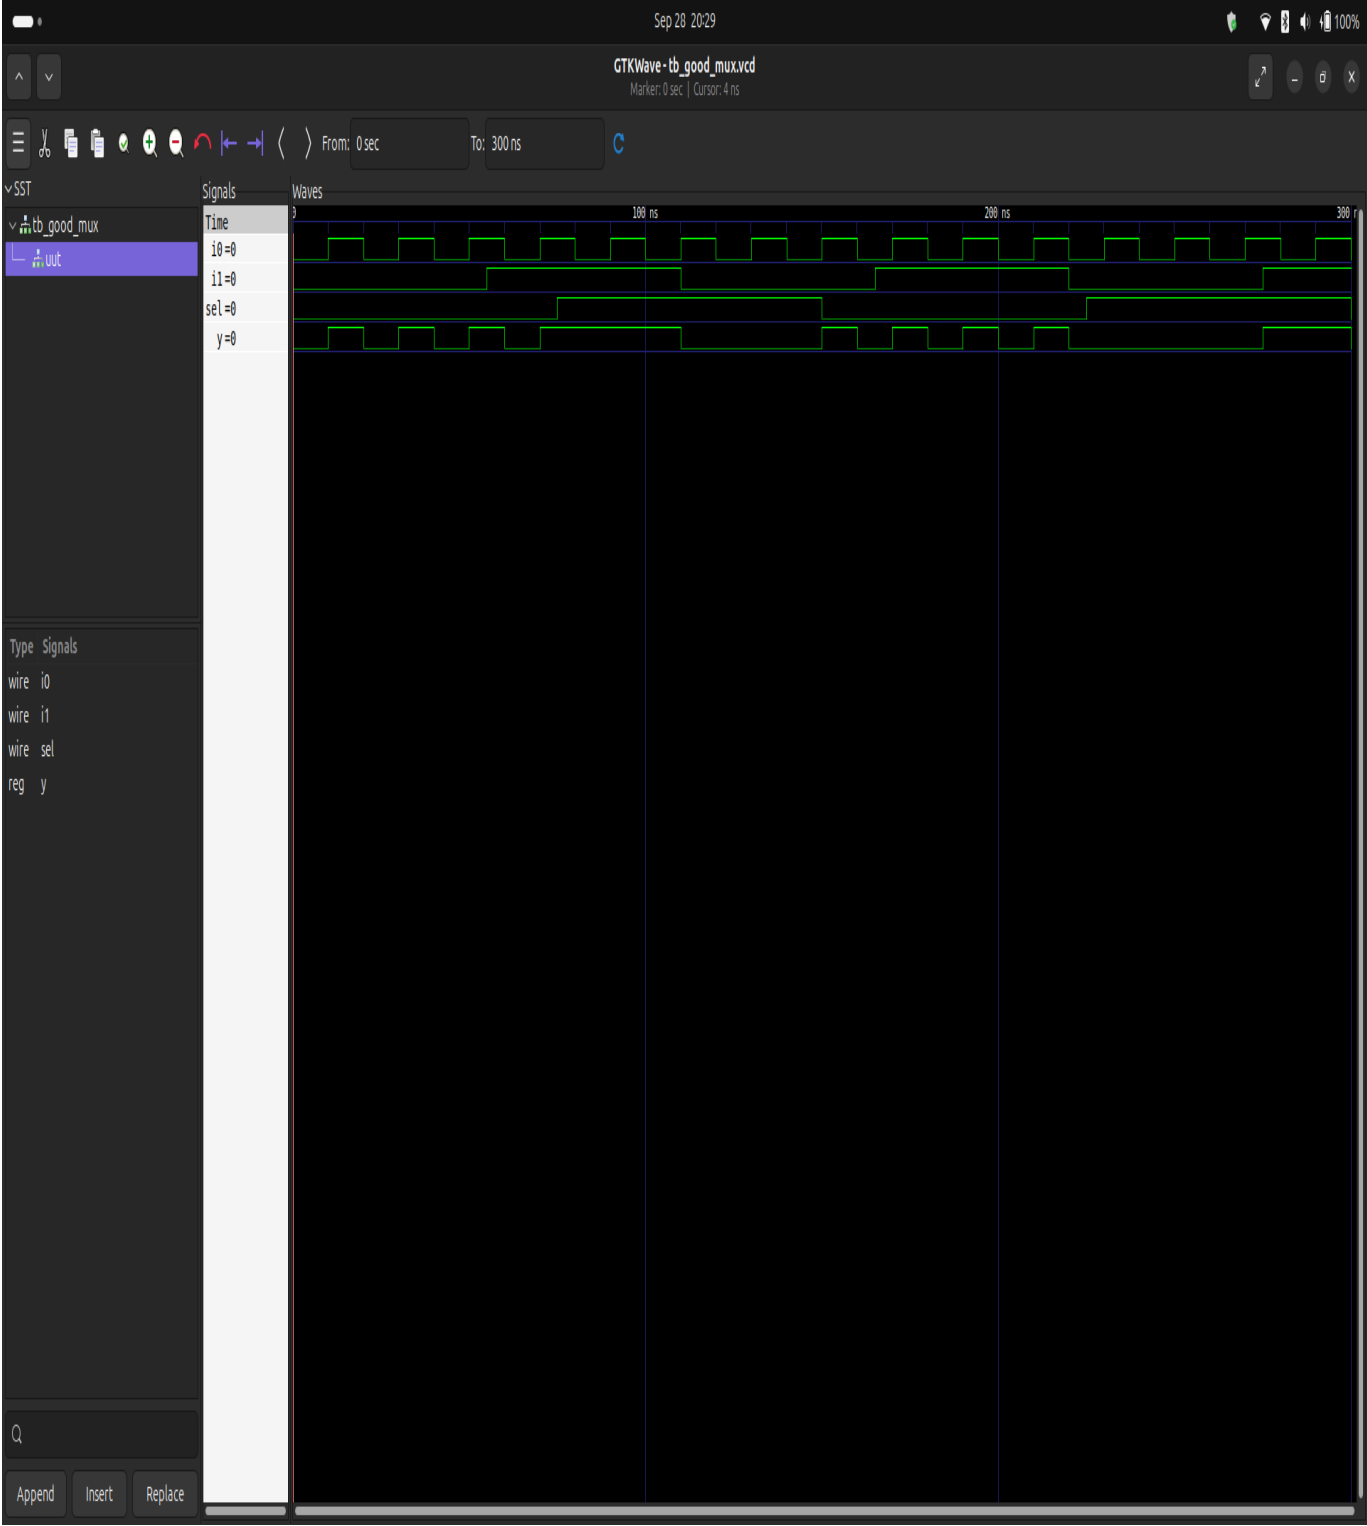 Sep 28 20:29
100%
GTKWave - tb_good_mux.vcd
Marker: 0 sec | Cursor: 4 ns
From: 0 sec
To: 300 ns
SST
tb_good_mux
uut
Signals
Time
i0=0
i1=0
sel=0
y=0
Waves
0
100 ns
200 ns
300 n
Type Signals
wire i0
wire i1
wire sel
reg y
Append
Insert
Replace